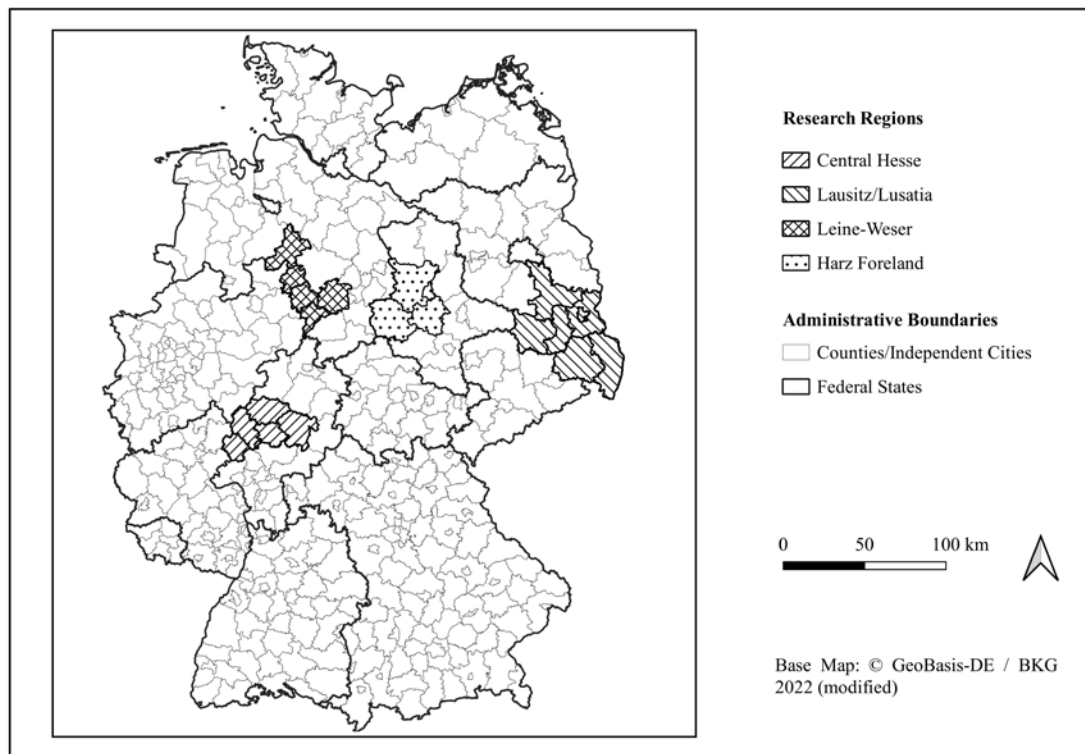 Research Regions
Central Hesse
Lausitz/Lusatia
Leine-Weser
Harz Foreland
Administrative Boundaries
Counties/Independent Cities
Federal States
0 50 100 km
Base Map: © GeoBasis-DE / BKG
2022 (modified)